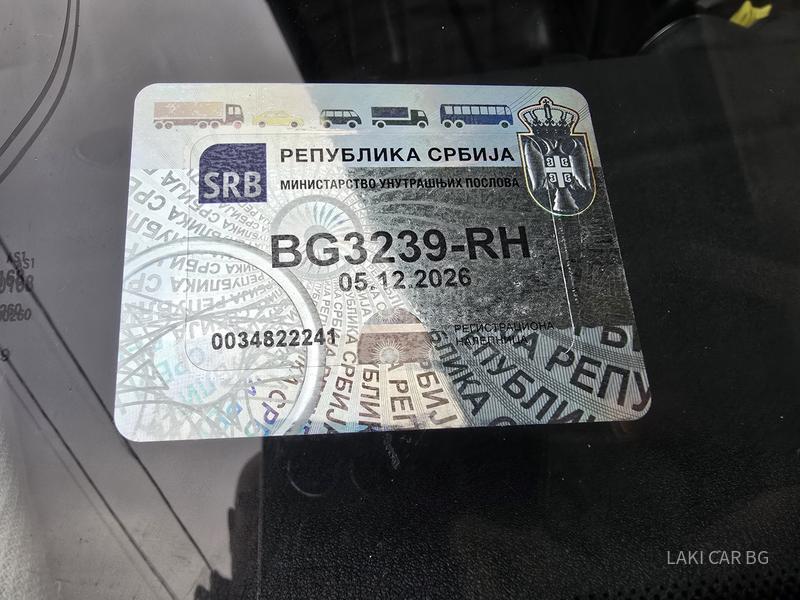 РЕПУБЛИКА СРБИЈА
SRB
МИНИСТАРСТВО УНУТРАШЊИХ ПОСЛОВА
BG3239-RH
05.12.2026
0034822241
РЕГИСТРАЦИОНА
НАЛЕПНИЦА
LAKI CAR BG